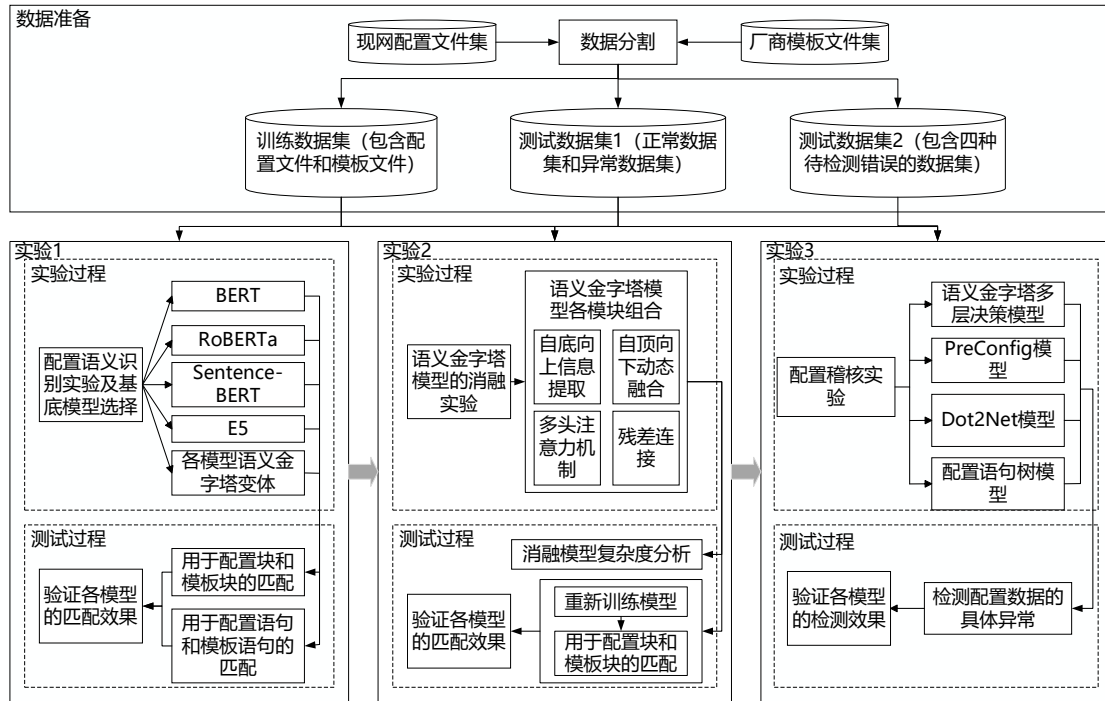 数据准备
现网配置文件集
数据分割
厂商模板文件集
训练数据集（包含配
置文件和模板文件）
测试数据集1（正常数据
集和异常数据集）
测试数据集2（包含四种
待检测错误的数据集）
实验1
实验过程
配置语义识
别实验及基
底模型选择
BERT
RoBERTa
Sentence-
BERT
E5
各模型语义金
字塔变体
测试过程
验证各模型
的匹配效果
用于配置块和
模板块的匹配
用于配置语句
和模板语句的
匹配
实验2
实验过程
语义金字塔
模型的消融
实验
语义金字塔模
型各模块组合
自底向
上信息
提取
自顶向
下动态
融合
多头注
意力机
制
残差连
接
测试过程
消融模型复杂度分析
验证各模型
的匹配效果
重新训练模型
用于配置块和
模板块的匹配
实验3
实验过程
配置稽核实
验
语义金字塔多
层决策模型
PreConfig模
型
Dot2Net模型
配置语句树模
型
测试过程
验证各模型
的检测效果
检测配置数据的
具体异常